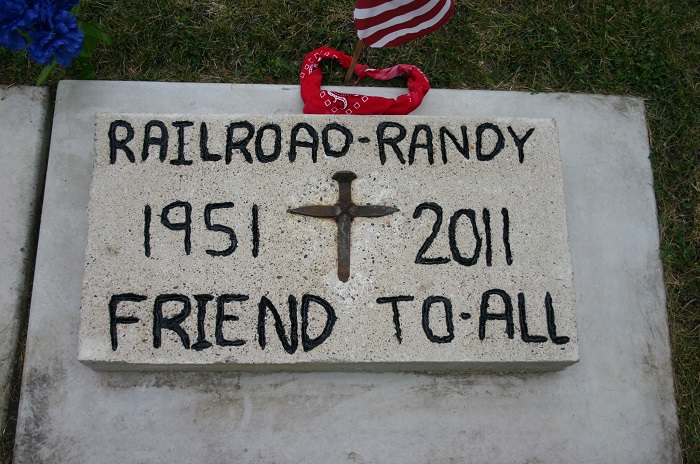 RAILROAD-RANDY
1951 2011
FRIEND TO-ALL